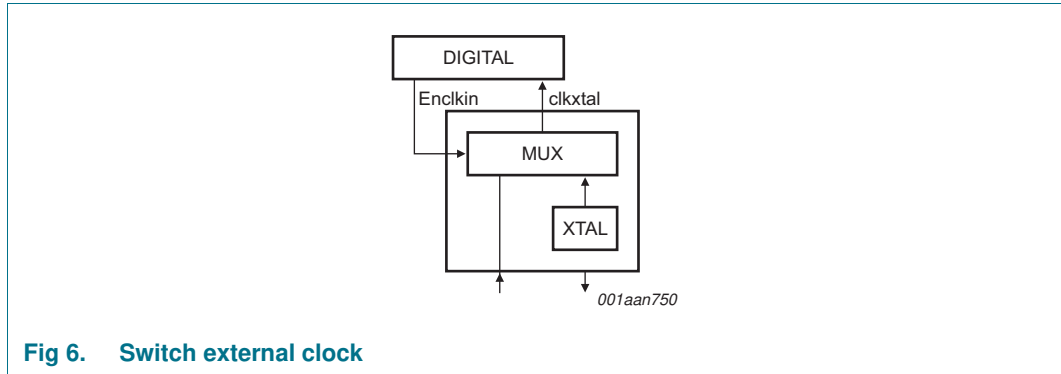 DIGITAL
Enclkin
clkxtal
MUX
XTAL
001aan750
Fig 6. Switch external clock